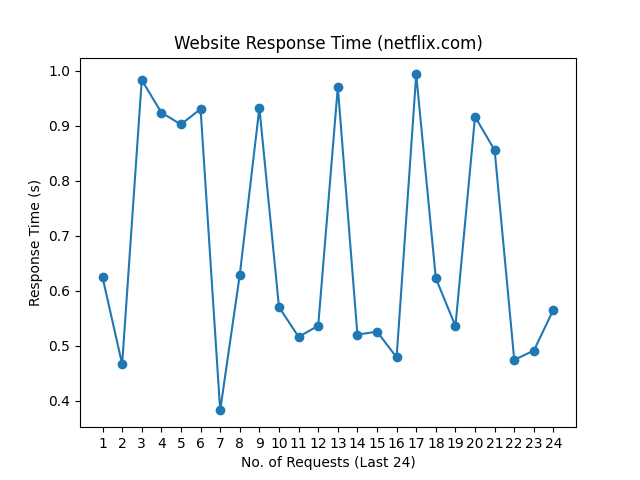 Website Response Time (netflix.com)
1.0
0.9
0.8
0.7
0.6
0.5
0.4
Response Time (s)
1 2 3 4 5 6 7 8 9 10 11 12 13 14 15 16 17 18 19 20 21 22 23 24
No. of Requests (Last 24)